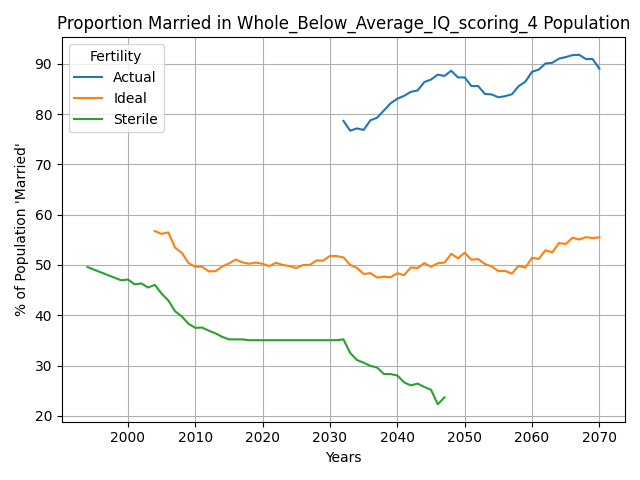 Proportion Married in Whole_Below_Average_IQ_scoring_4 Population
% of Population 'Married'
Fertility
Actual
Ideal
Sterile
90
80
70
60
50
40
30
20
2000 2010 2020 2030 2040 2050 2060 2070
Years